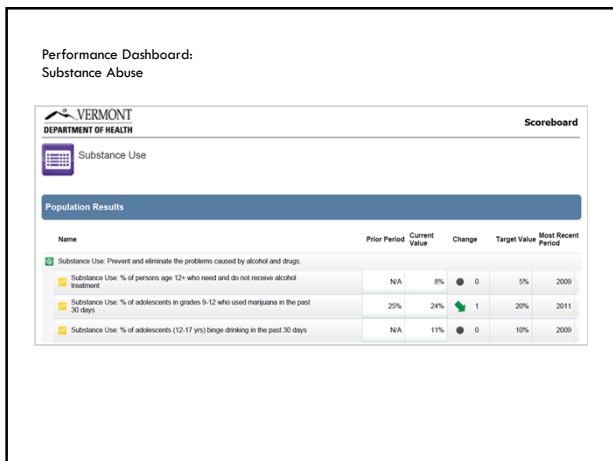 Performance Dashboard:
Substance Abuse
VERMONT
DEPARTMENT OF HEALTH
Scoreboard
Substance Use
Population Results
Name Prior Period Current Value Change Target Value Most Recent Period
Substance Use: Prevent and eliminate the problems caused by alcohol and drugs.
Substance Use: % of persons age 12+ who need and do not receive alcohol
treatment
N/A 8% 0 5% 2009
Substance Use: % of adolescents in grades 9-12 who used marijuana in the past
30 days
25% 24% 1 20% 2011
Substance Use: % of adolescents (12-17 yrs) binge drinking in the past 30 days N/A 11% 0 10% 2009